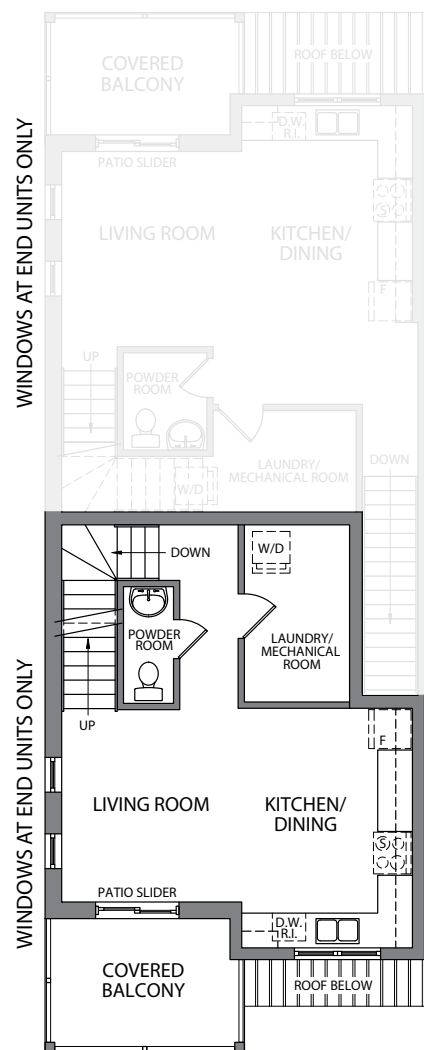 COVERED
BALCONY
ROOF BELOW
D.W.
R.I.
WINDOWS AT END UNITS ONLY
PATIO SLIDER
S
LIVING ROOM
KITCHEN/
DINING
F
UP
POWDER
ROOM
LAUNDRY/
MECHANICAL ROOM
DOWN
W/D
DOWN
W/D
POWDER
ROOM
LAUNDRY/
MECHANICAL
ROOM
UP
F
WINDOWS AT END UNITS ONLY
LIVING ROOM
KITCHEN/
DINING
S
PATIO SLIDER
D.W.
R.I.
COVERED
BALCONY
ROOF BELOW